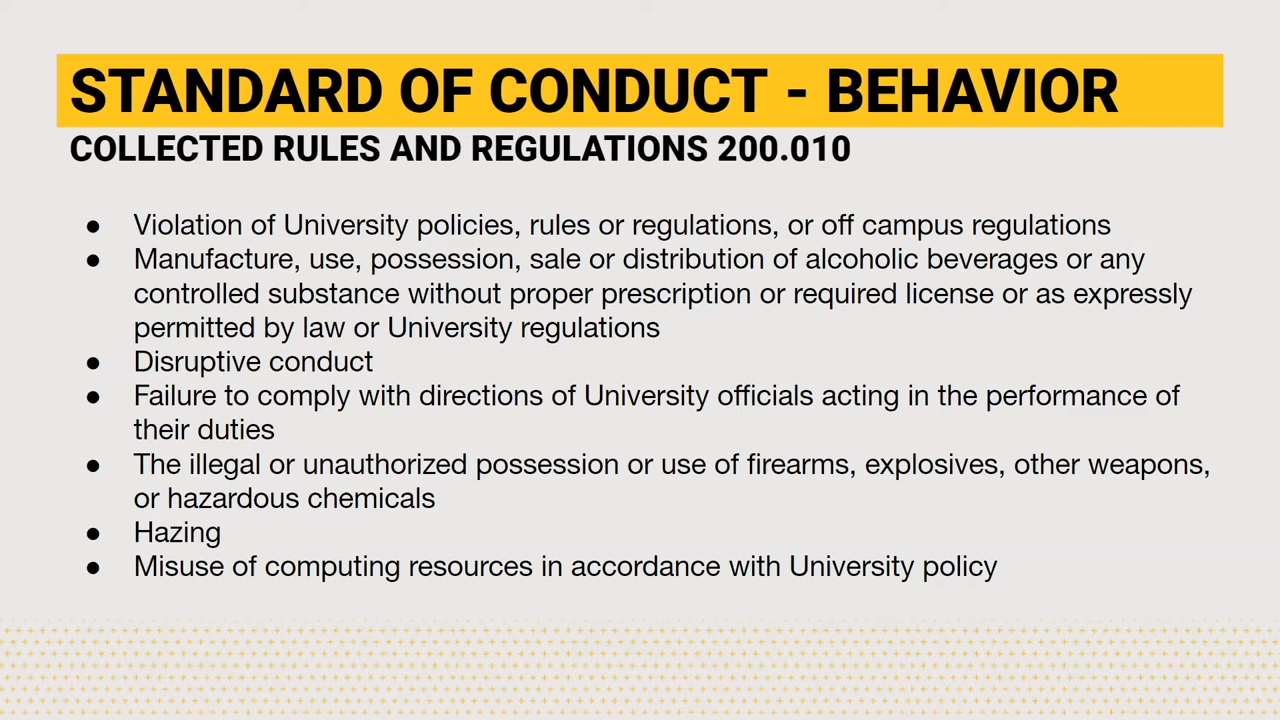 STANDARD OF CONDUCT - BEHAVIOR
COLLECTED RULES AND REGULATIONS 200.010
● Violation of University policies, rules or regulations, or off campus regulations
● Manufacture, use, possession, sale or distribution of alcoholic beverages or any
controlled substance without proper prescription or required license or as expressly
permitted by law or University regulations
● Disruptive conduct
● Failure to comply with directions of University officials acting in the performance of
their duties
● The illegal or unauthorized possession or use of firearms, explosives, other weapons,
or hazardous chemicals
● Hazing
● Misuse of computing resources in accordance with University policy